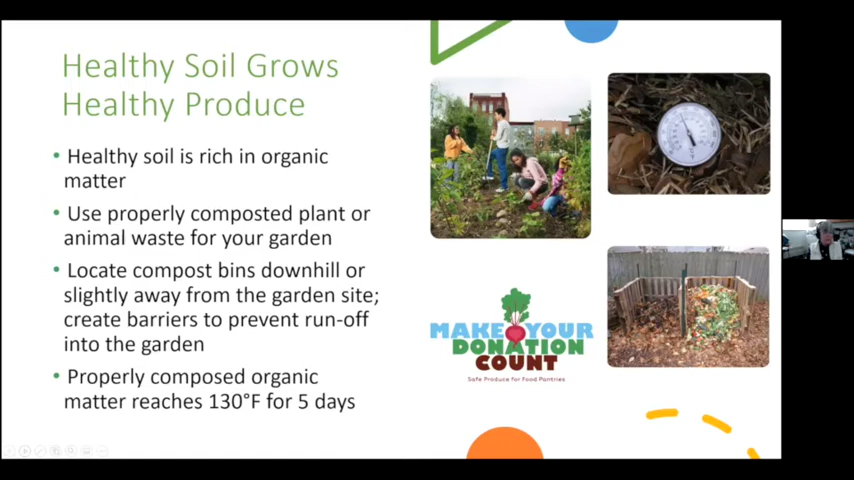 Healthy Soil Grows
Healthy Produce
• Healthy soil is rich in organic
matter
• Use properly composted plant or
animal waste for your garden
• Locate compost bins downhill or
slightly away from the garden site;
create barriers to prevent run-off
into the garden
• Properly composed organic
matter reaches 130°F for 5 days
MAKE YOUR
DONATION
COUNT
Safe Produce for Food Pantries